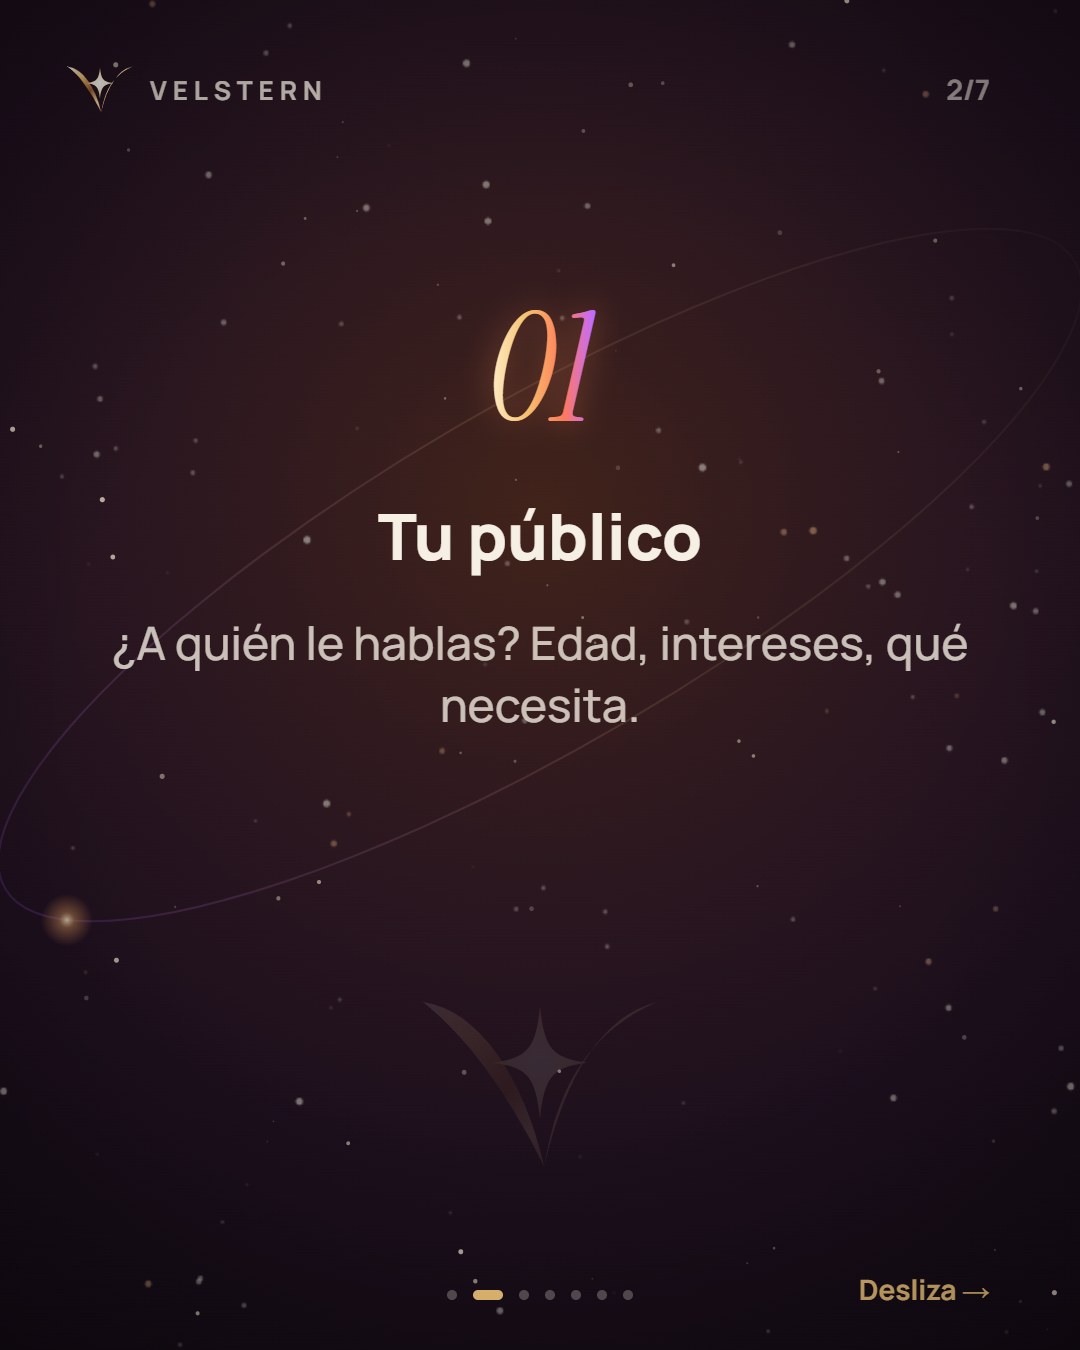 VELSTERN
2/7
01
Tu público
¿A quién le hablas? Edad, intereses, qué
necesita.
Desliza →